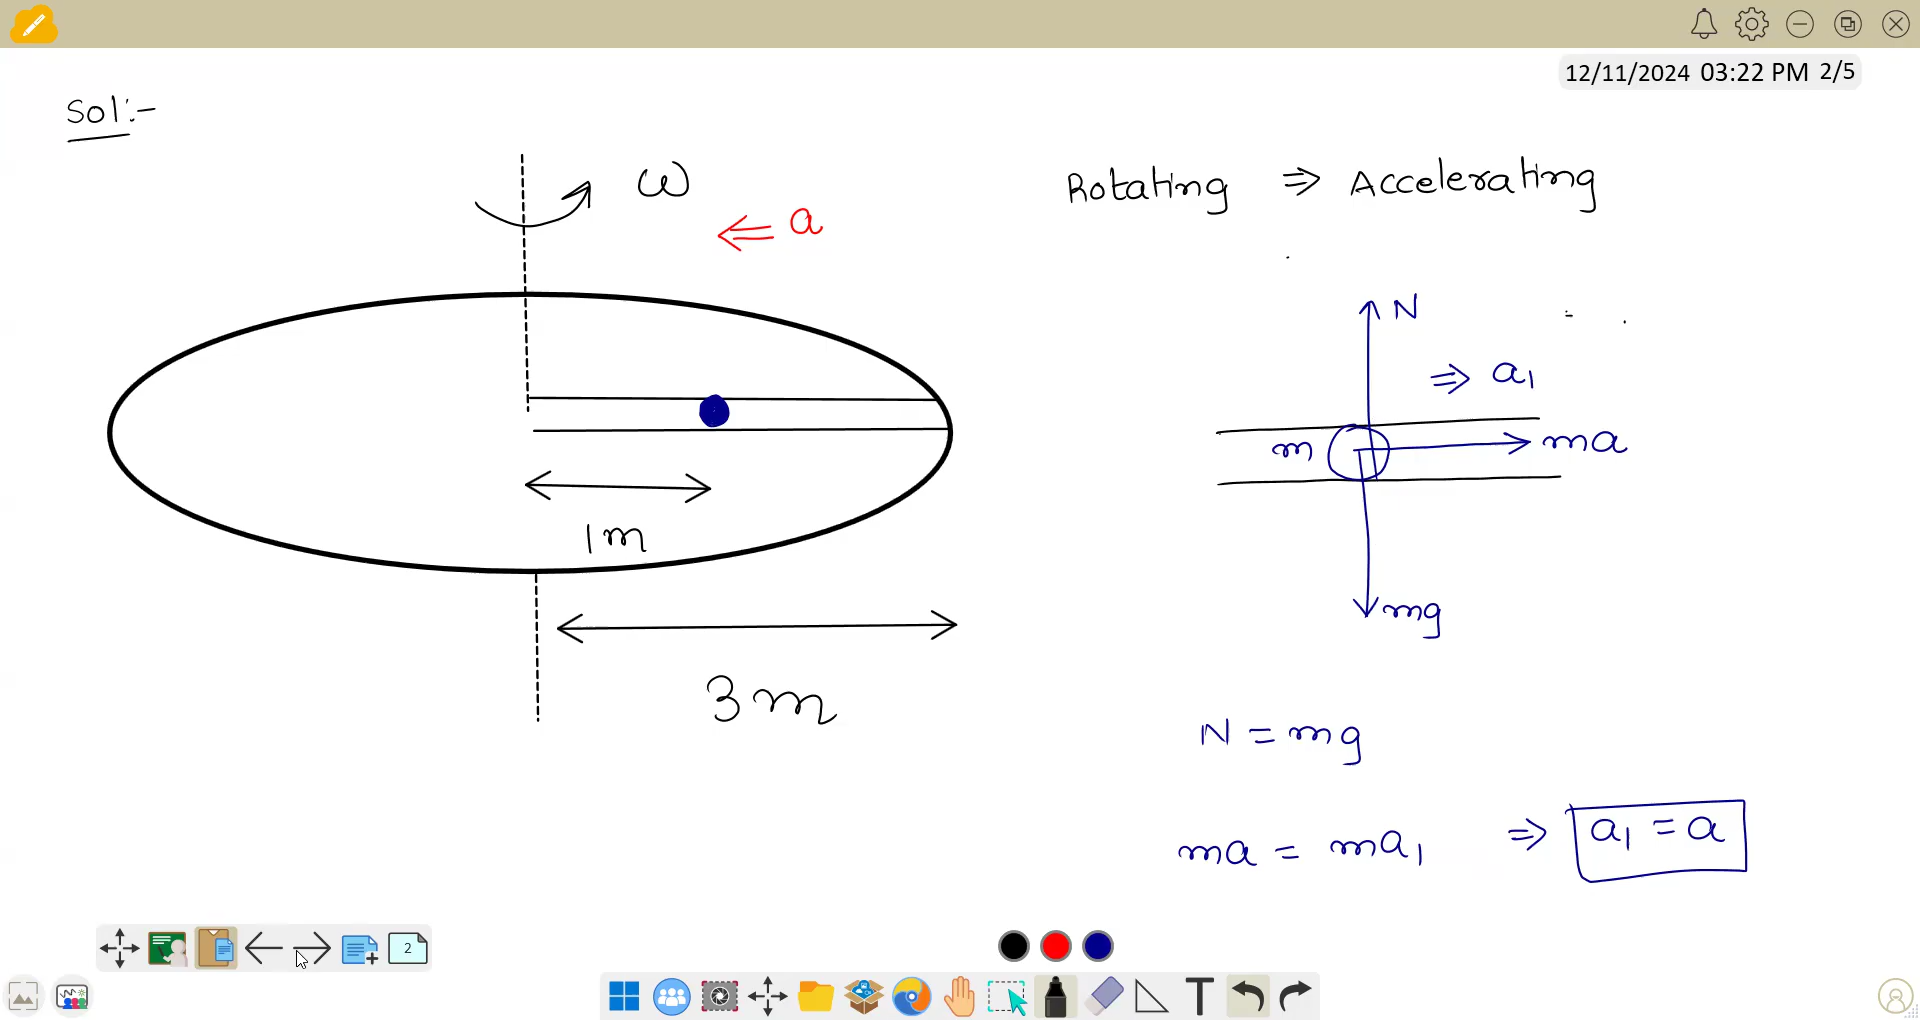 12/11/2024 03:22 PM 2/5
Sol:-
ω
a
1m
3m
Rotating ⇒ Accelerating
N
⇒ a₁
m
ma
mg
N = mg
ma = ma₁ ⇒ a₁ = a
2
T